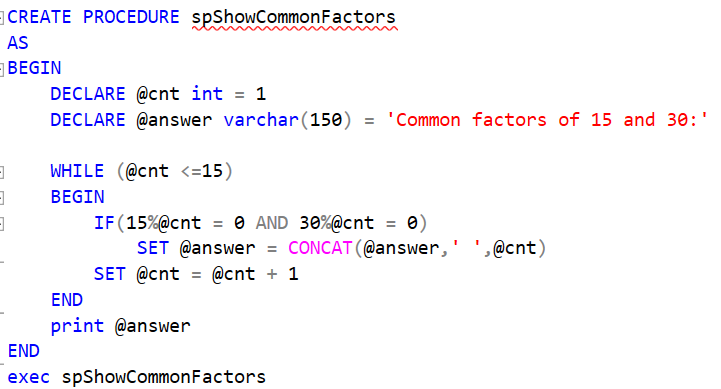 CREATE PROCEDURE spShowCommonFactors
AS
BEGIN
    DECLARE @cnt int = 1
    DECLARE @answer varchar(150) = 'Common factors of 15 and 30:'

    WHILE (@cnt <=15)
    BEGIN
        IF(15%@cnt = 0 AND 30%@cnt = 0)
            SET @answer = CONCAT(@answer,' ',@cnt)
        SET @cnt = @cnt + 1
    END
    print @answer
END
exec spShowCommonFactors